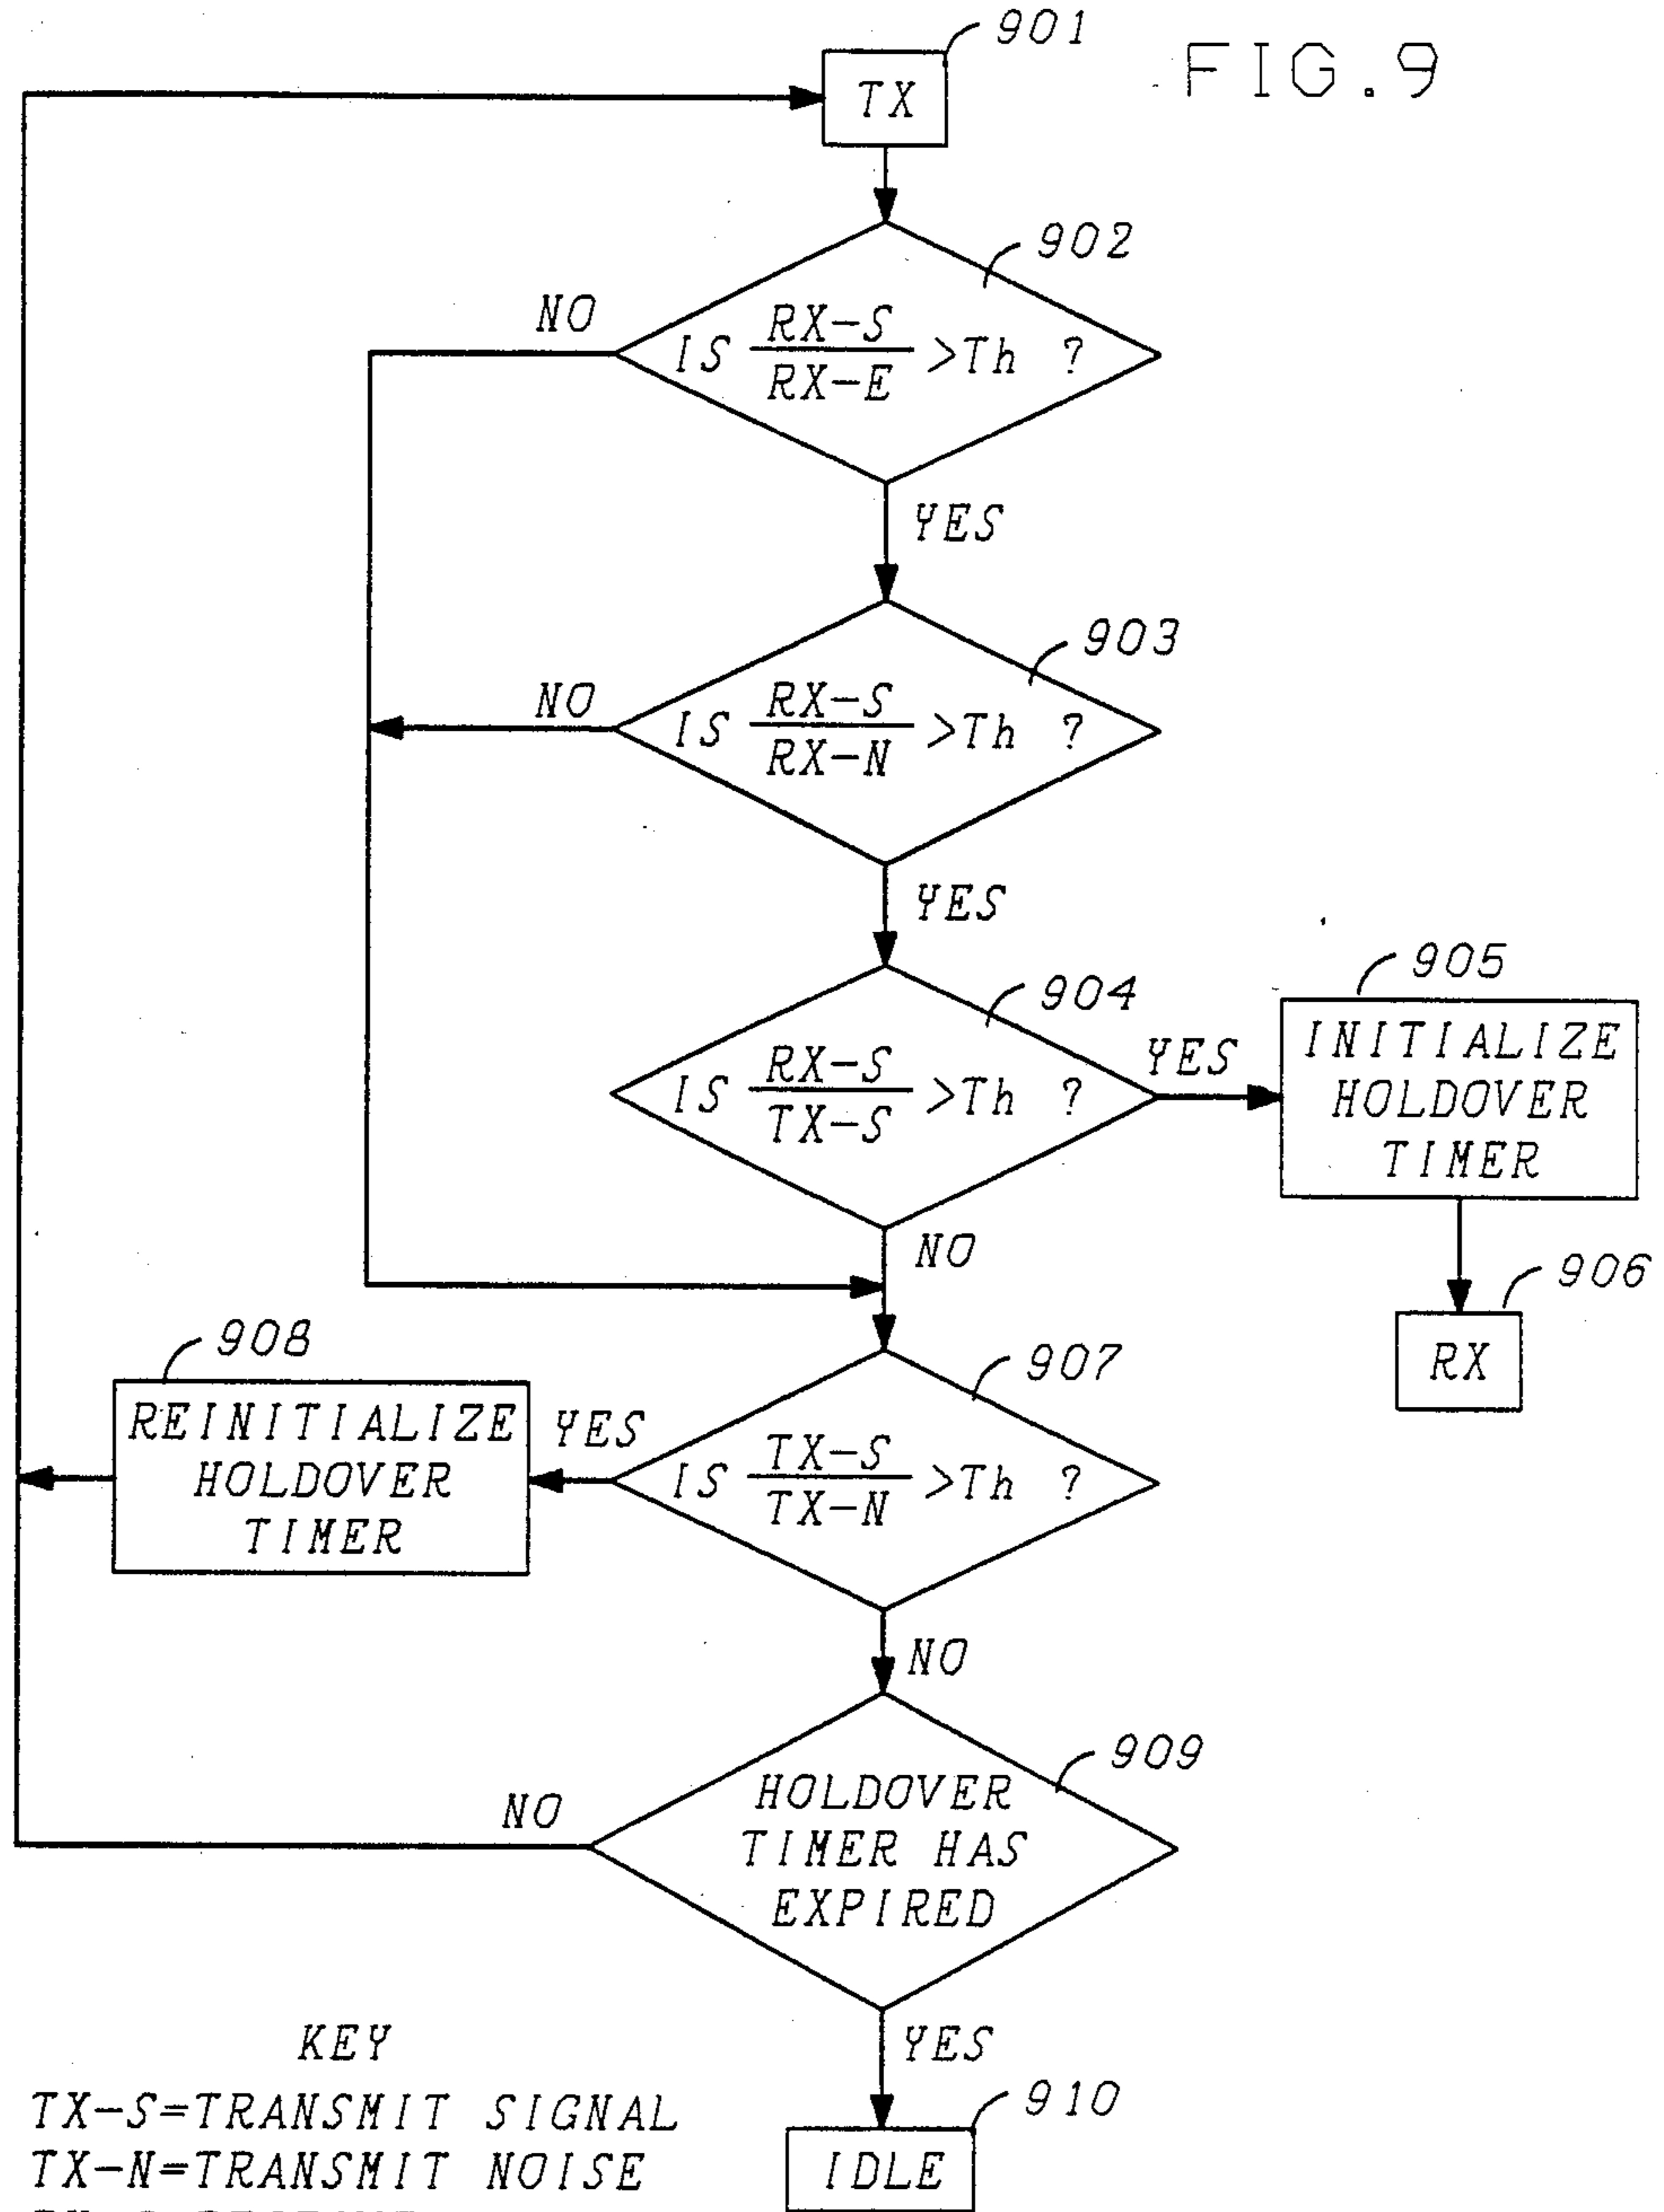 FIG.9
901
TX
902
NO
IS RX-S / RX-E >Th ?
YES
903
NO
IS RX-S / RX-N >Th ?
YES
904
IS RX-S / TX-S >Th ?
YES
905
INITIALIZE
HOLDOVER
TIMER
NO
906
RX
908
REINITIALIZE
HOLDOVER
TIMER
907
YES
IS TX-S / TX-N >Th ?
NO
909
NO
HOLDOVER
TIMER HAS
EXPIRED
YES
910
IDLE
KEY
TX-S=TRANSMIT SIGNAL
TX-N=TRANSMIT NOISE